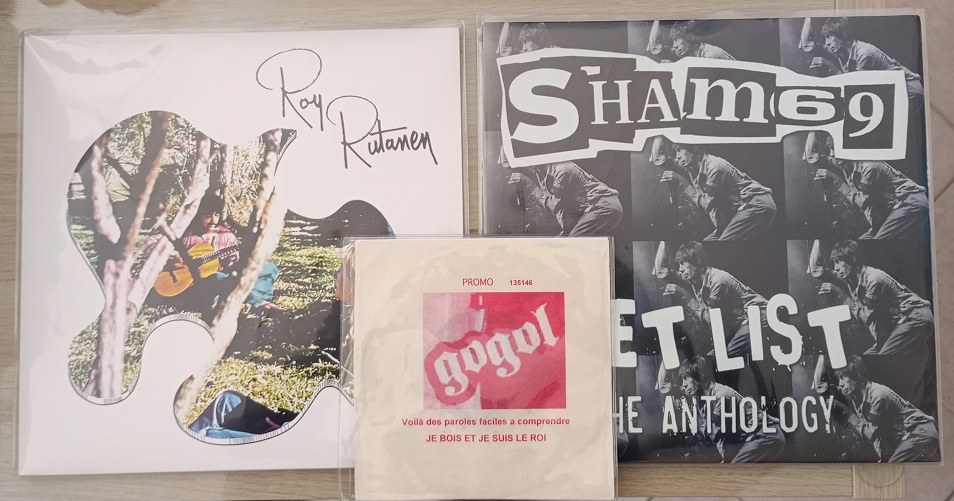 Roy
Rutanen
SHAM69
ET LIST
HE ANTHOLOGY
PROMO 135146
gogol
Voilà des paroles faciles a comprendre
JE BOIS ET JE SUIS LE ROI